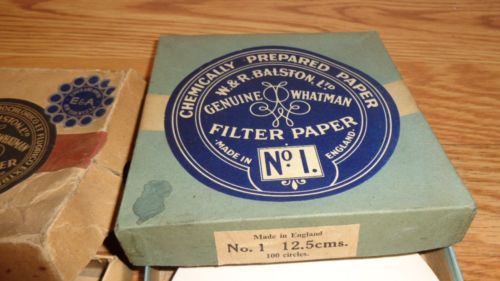 CHEMICALLY PREPARED PAPER
W. & R. BALSTON, LTD
GENUINE WHATMAN
FILTER PAPER
MADE IN ENGLAND
No 1.
Made in England
No. 1 12.5cms.
100 circles.
B&A
WHATMAN